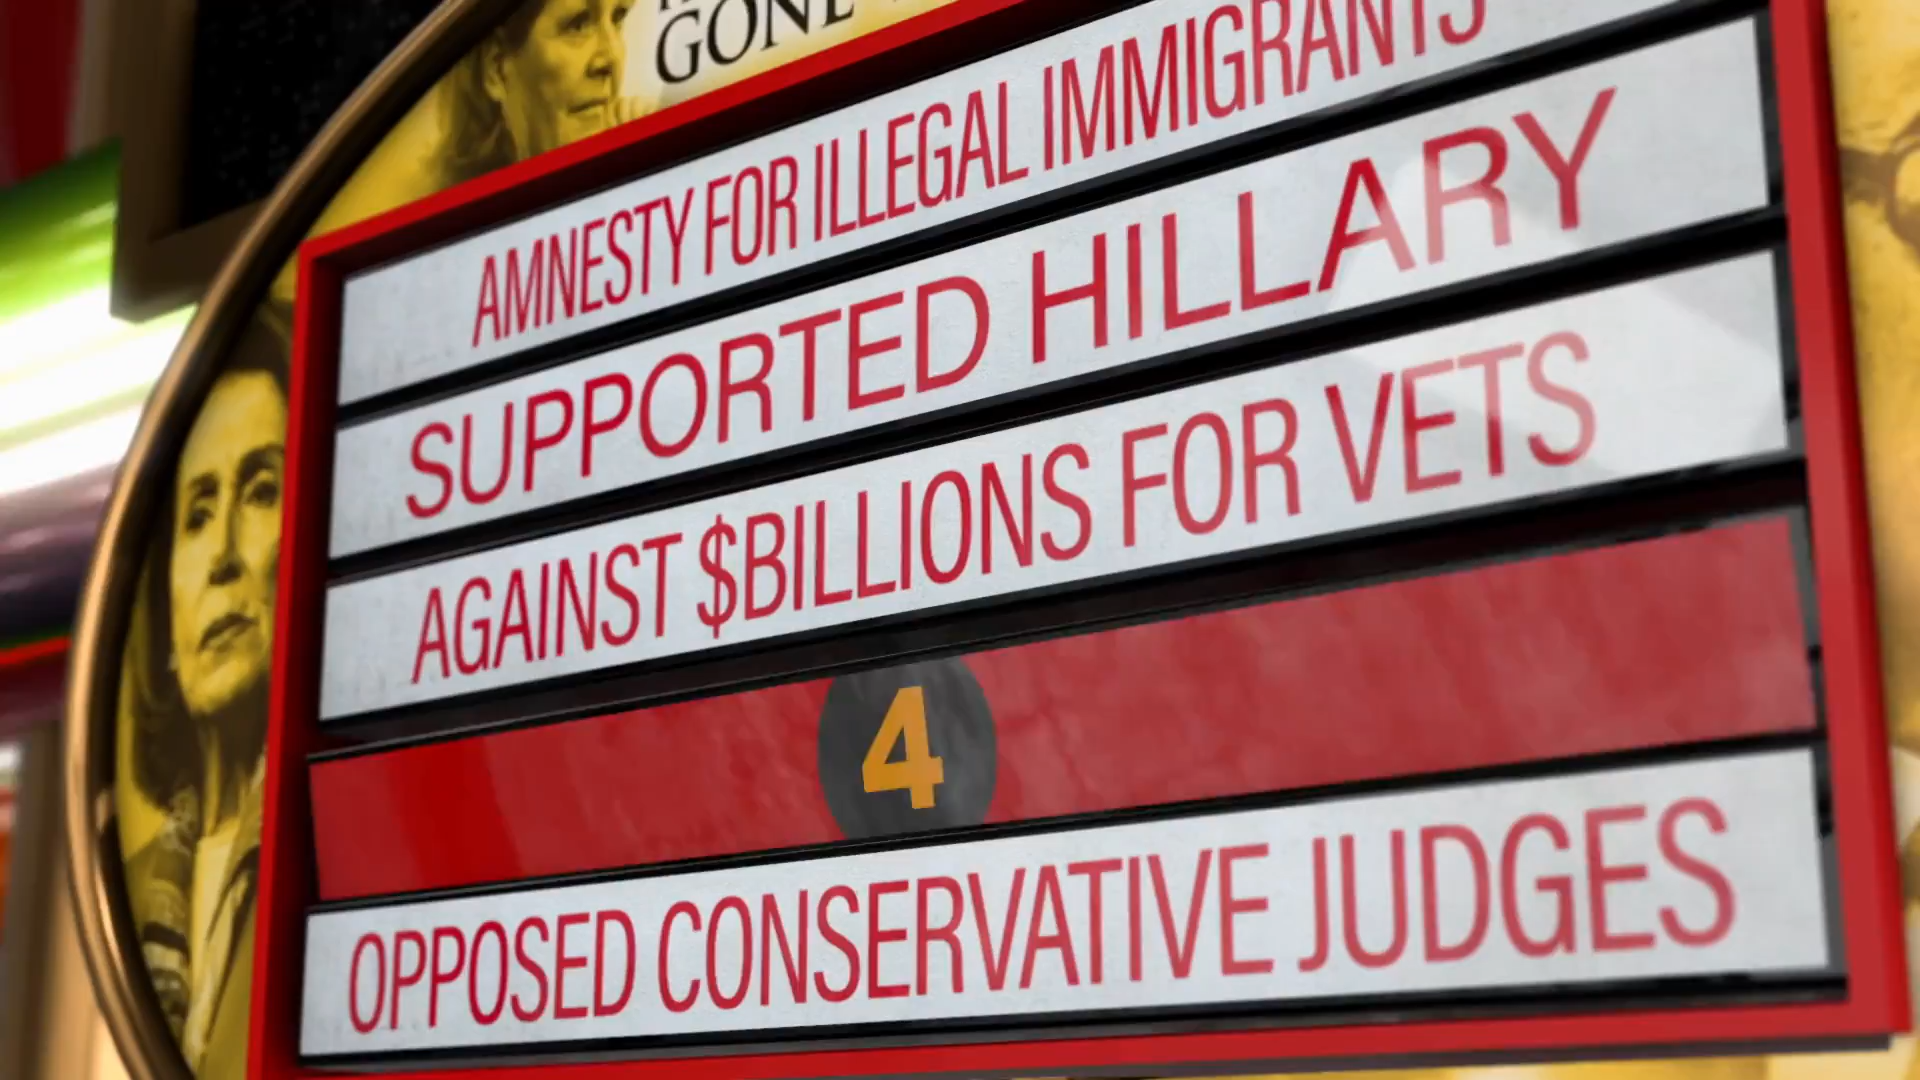 GONE
AMNESTY FOR ILLEGAL IMMIGRANTS
SUPPORTED HILLARY
AGAINST $BILLIONS FOR VETS
4
OPPOSED CONSERVATIVE JUDGES